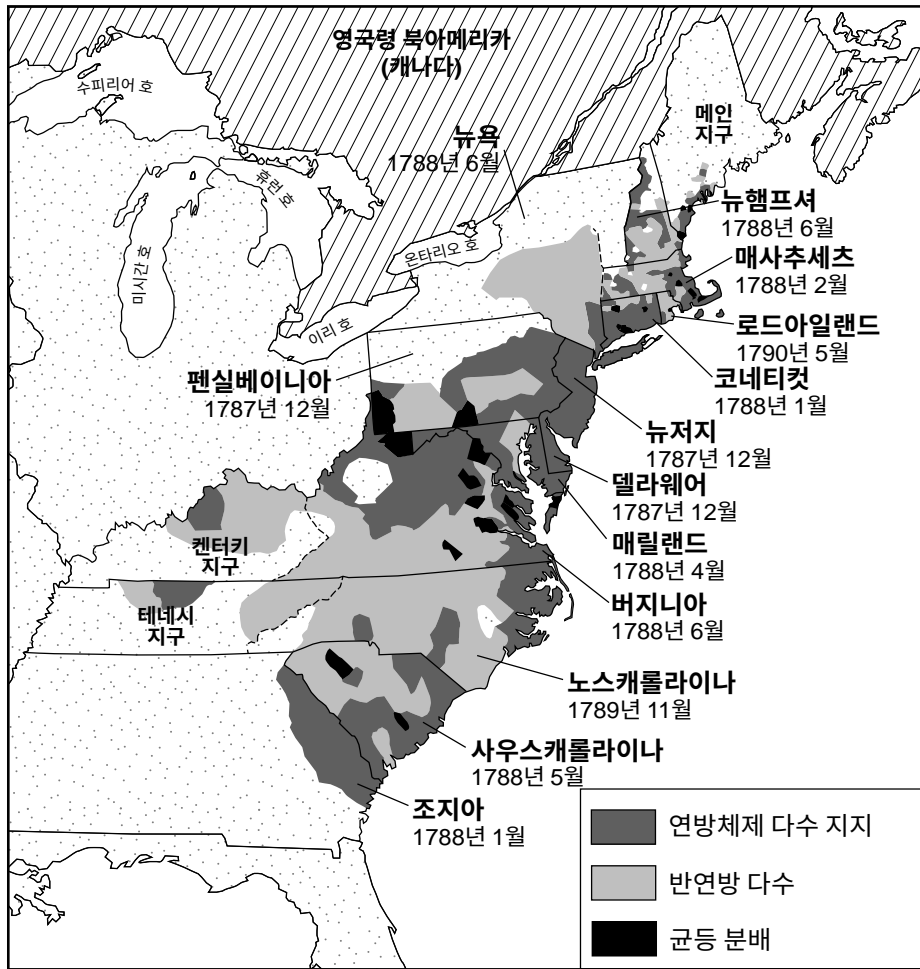 영국령 북아메리카
(캐나다)
수피리어 호
메인
지구
뉴욕
1788년 6월
휴런 호
뉴햄프셔
1788년 6월
온타리오 호
미시간 호
매사추세츠
1788년 2월
이리 호
로드아일랜드
1790년 5월
펜실베이니아
1787년 12월
코네티컷
1788년 1월
뉴저지
1787년 12월
델라웨어
1787년 12월
켄터키
지구
매릴랜드
1788년 4월
테네시
지구
버지니아
1788년 6월
노스캐롤라이나
1789년 11월
사우스캐롤라이나
1788년 5월
조지아
1788년 1월
연방체제 다수 지지
반연방 다수
균등 분배